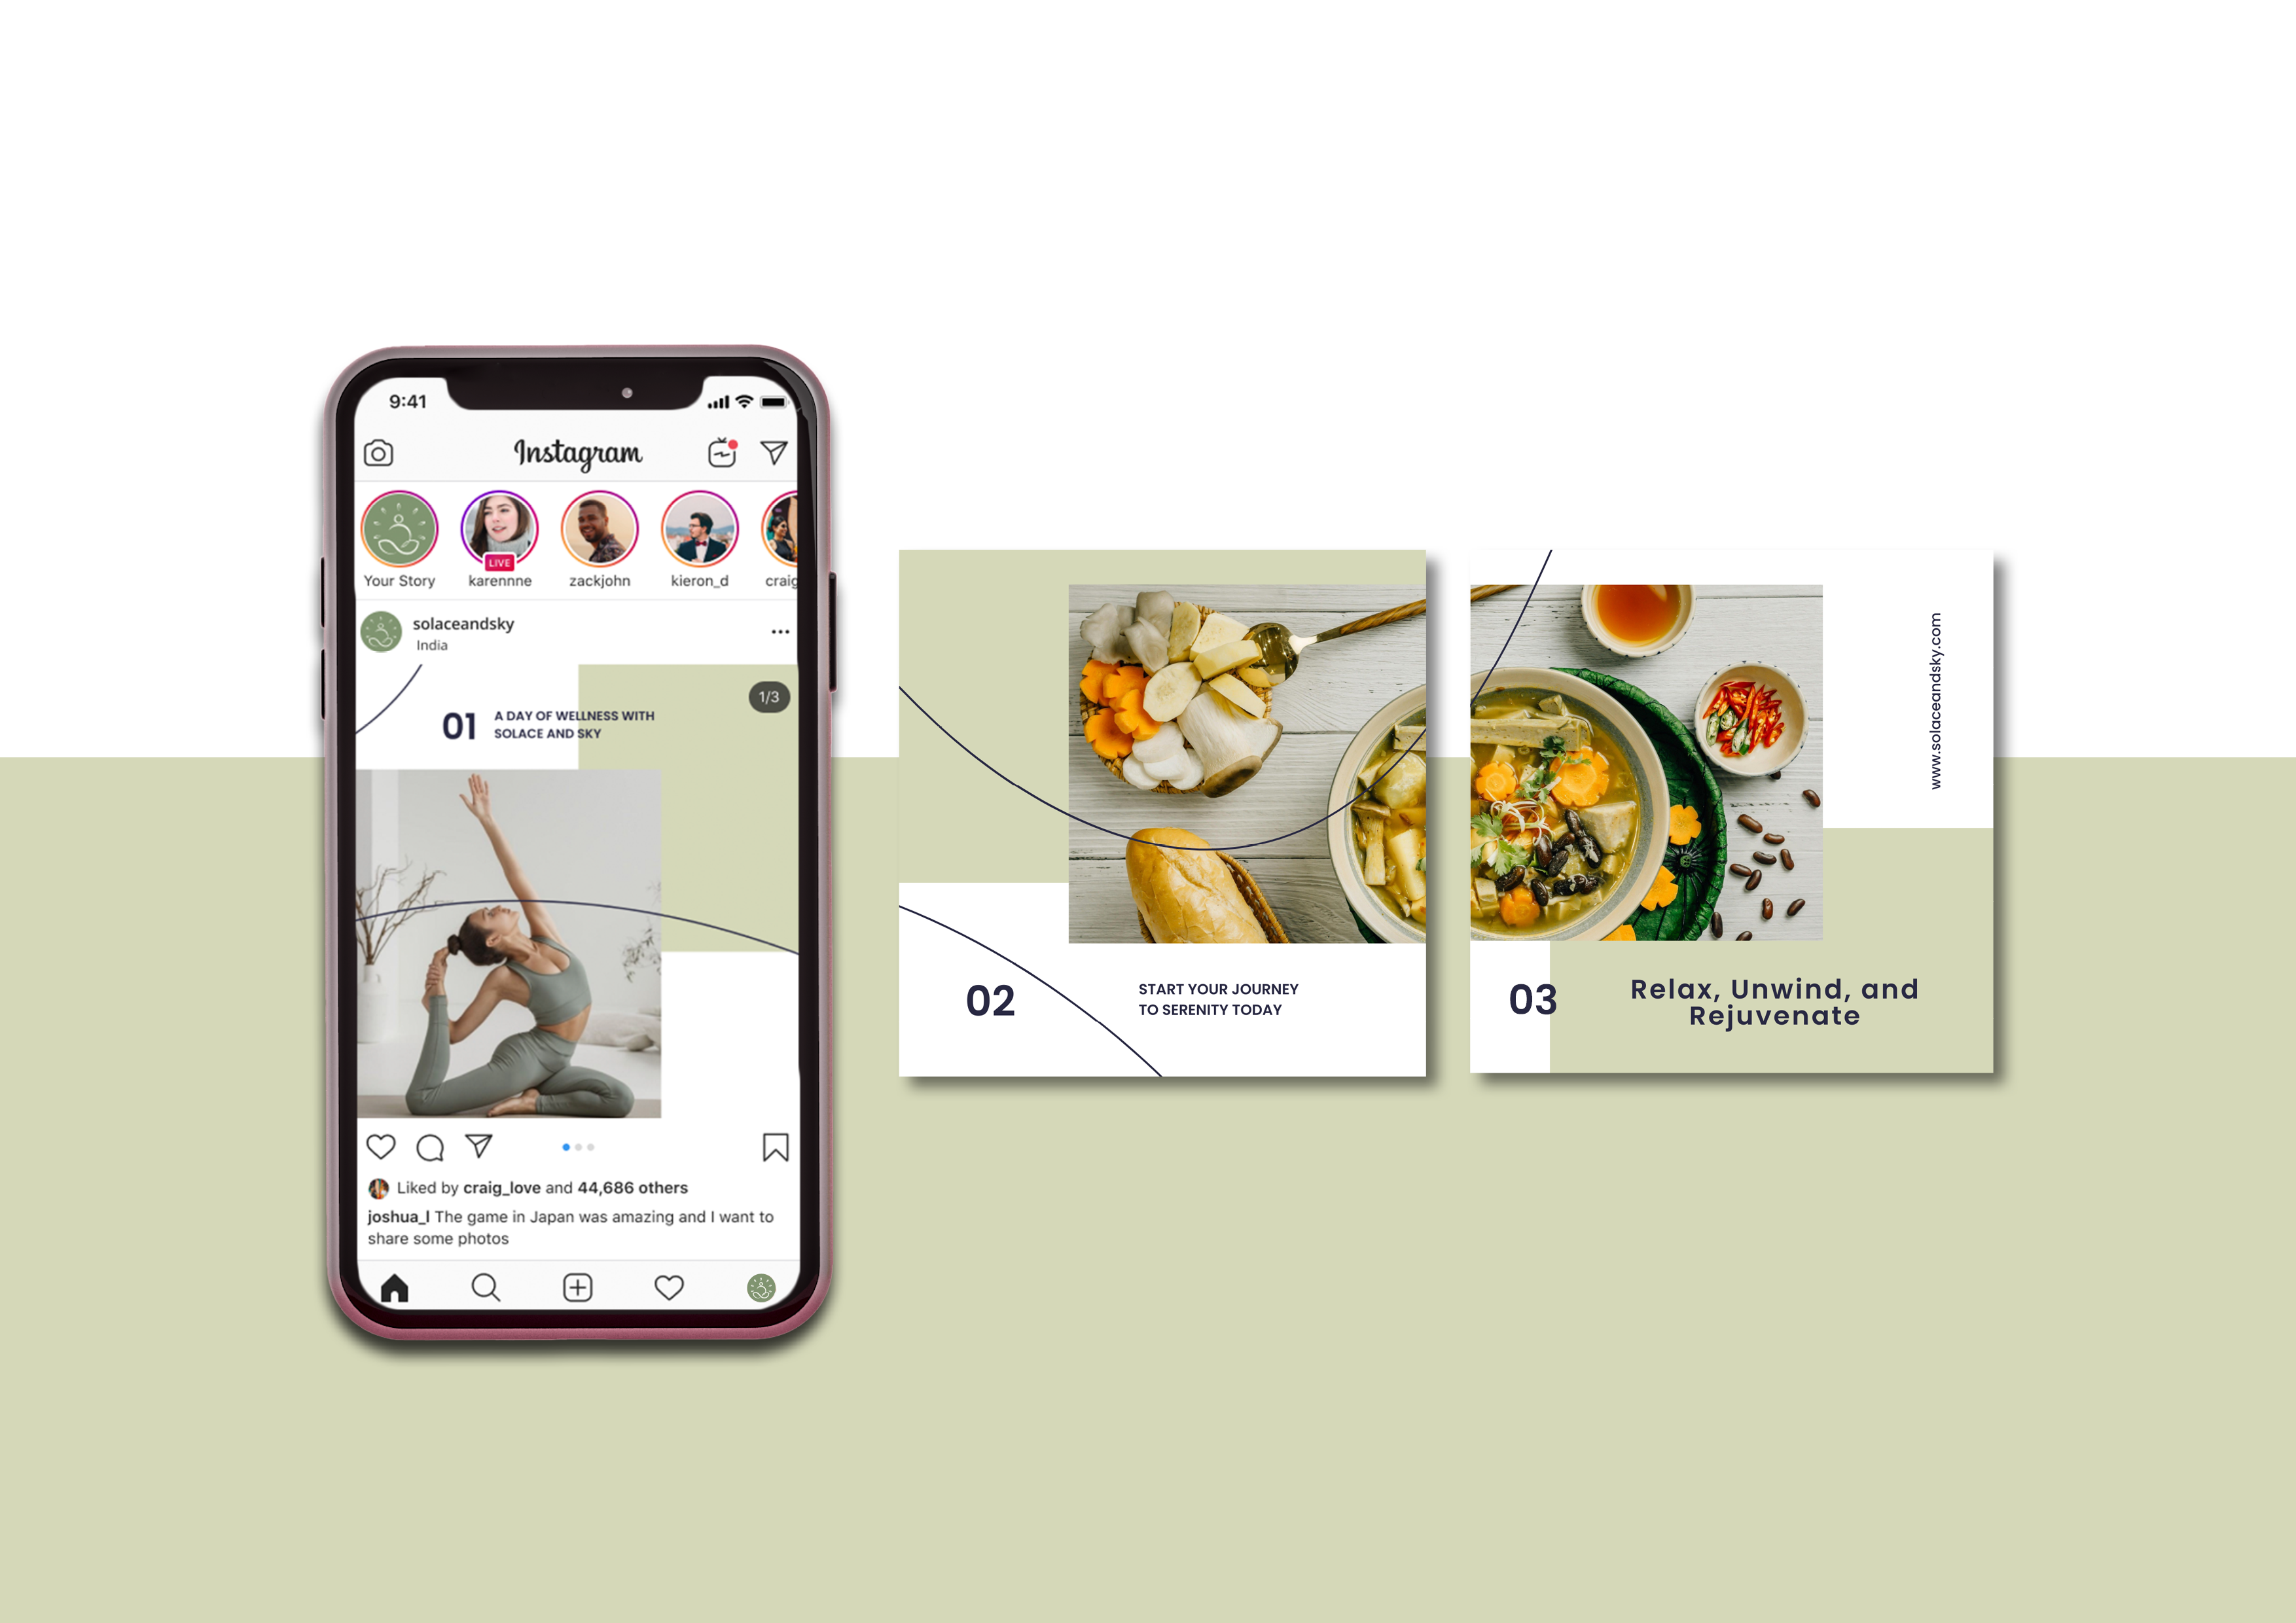 9:41
Instagram
LIVE
Your Story
karennne
zackjohn
kieron_d
craig
solaceandsky
India
1/3
01
A DAY OF WELLNESS WITH
SOLACE AND SKY
Liked by craig_love and 44,686 others
joshua_l The game in Japan was amazing and I want to
share some photos
02
START YOUR JOURNEY
TO SERENITY TODAY
www.solaceandsky.com
03
Relax, Unwind, and
Rejuvenate